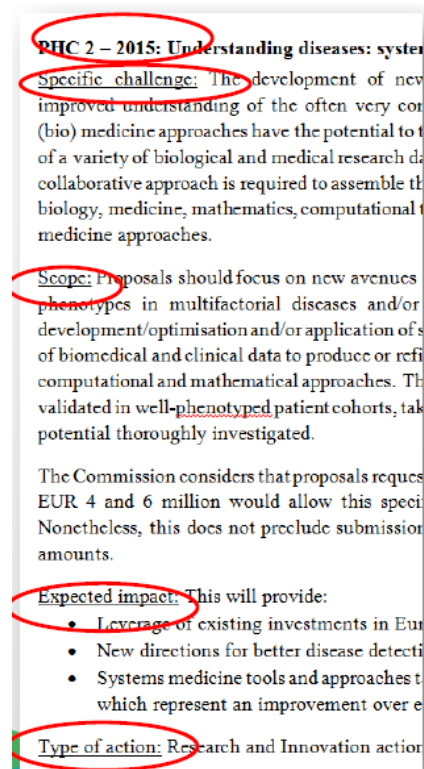 PHC 2 – 2015: Understanding diseases: system
Specific challenge: The development of new
improved understanding of the often very con
(bio) medicine approaches have the potential to t
of a variety of biological and medical research da
collaborative approach is required to assemble th
biology, medicine, mathematics, computational t
medicine approaches.
Scope: Proposals should focus on new avenues
phenotypes in multifactorial diseases and/or
development/optimisation and/or application of s
of biomedical and clinical data to produce or refi
computational and mathematical approaches. Th
validated in well-phenotyped patient cohorts, tak
potential thoroughly investigated.
The Commission considers that proposals reques
EUR 4 and 6 million would allow this speci
Nonetheless, this does not preclude submission
amounts.
Expected impact: This will provide:
• Leverage of existing investments in Eur
• New directions for better disease detecti
• Systems medicine tools and approaches t
which represent an improvement over e
Type of action: Research and Innovation action